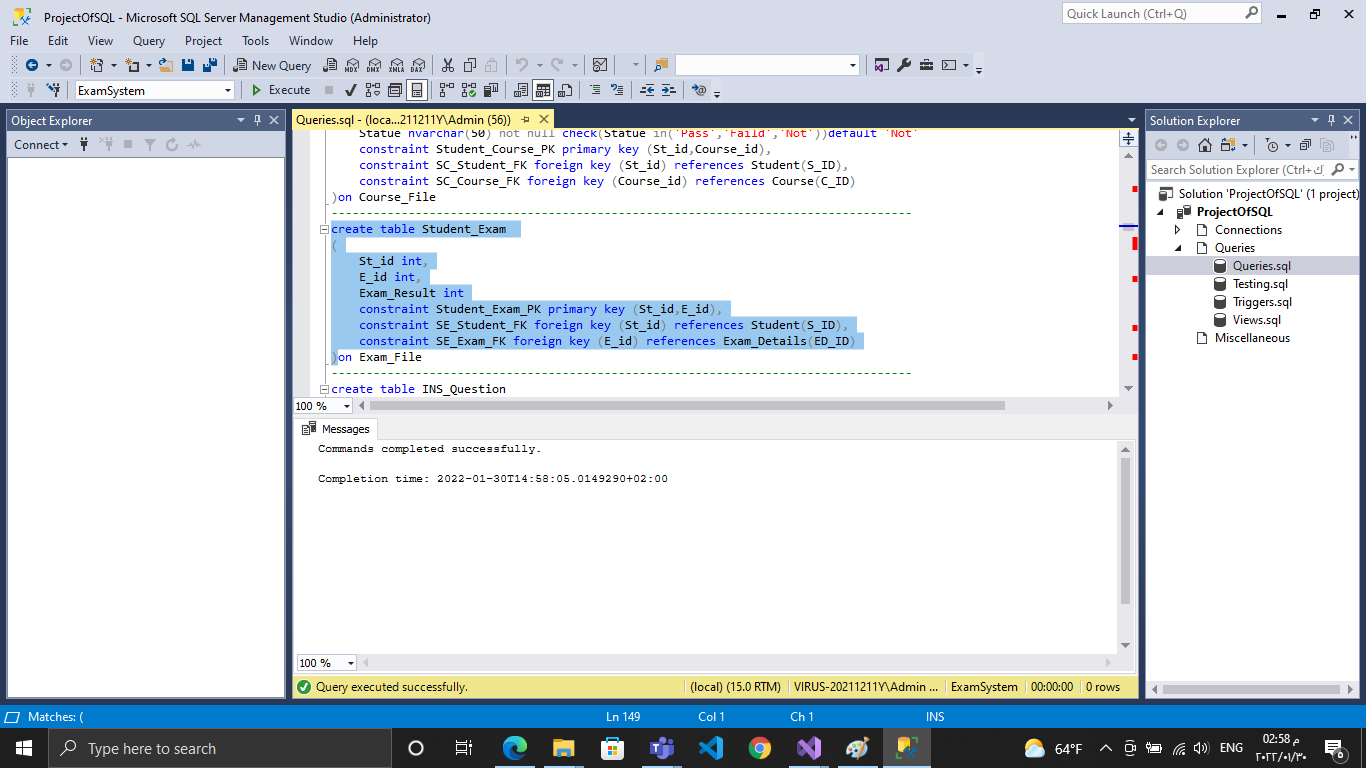 ProjectOfSQL - Microsoft SQL Server Management Studio (Administrator)
Quick Launch (Ctrl+Q)
File Edit View Query Project Tools Window Help
New Query
MDX DMX XMLA DAX
ExamSystem
Execute
Object Explorer
Connect
Queries.sql - (loca...211211Y\Admin (56))
Statue nvarchar(50) not null check(Statue in('Pass','Faild','Not'))default 'Not'
constraint Student_Course_PK primary key (St_id,Course_id),
constraint SC_Student_FK foreign key (St_id) references Student(S_ID),
constraint SC_Course_FK foreign key (Course_id) references Course(C_ID)
)on Course_File
-----------------------------------------------------------------------------------
create table Student_Exam
(
St_id int,
E_id int,
Exam_Result int
constraint Student_Exam_PK primary key (St_id,E_id),
constraint SE_Student_FK foreign key (St_id) references Student(S_ID),
constraint SE_Exam_FK foreign key (E_id) references Exam_Details(ED_ID)
)on Exam_File
-----------------------------------------------------------------------------------
create table INS_Question
100 %
Messages
Commands completed successfully.
Completion time: 2022-01-30T14:58:05.0149290+02:00
100 %
Query executed successfully.
(local) (15.0 RTM)
VIRUS-20211211Y\Admin ...
ExamSystem
00:00:00
0 rows
Solution Explorer
Search Solution Explorer (Ctrl+ك)
Solution 'ProjectOfSQL' (1 project)
ProjectOfSQL
Connections
Queries
Queries.sql
Testing.sql
Triggers.sql
Views.sql
Miscellaneous
Matches: (
Ln 149
Col 1
Ch 1
INS
Type here to search
64°F
ENG
02:58 م
٢٠٢٢/٠١/٣٠